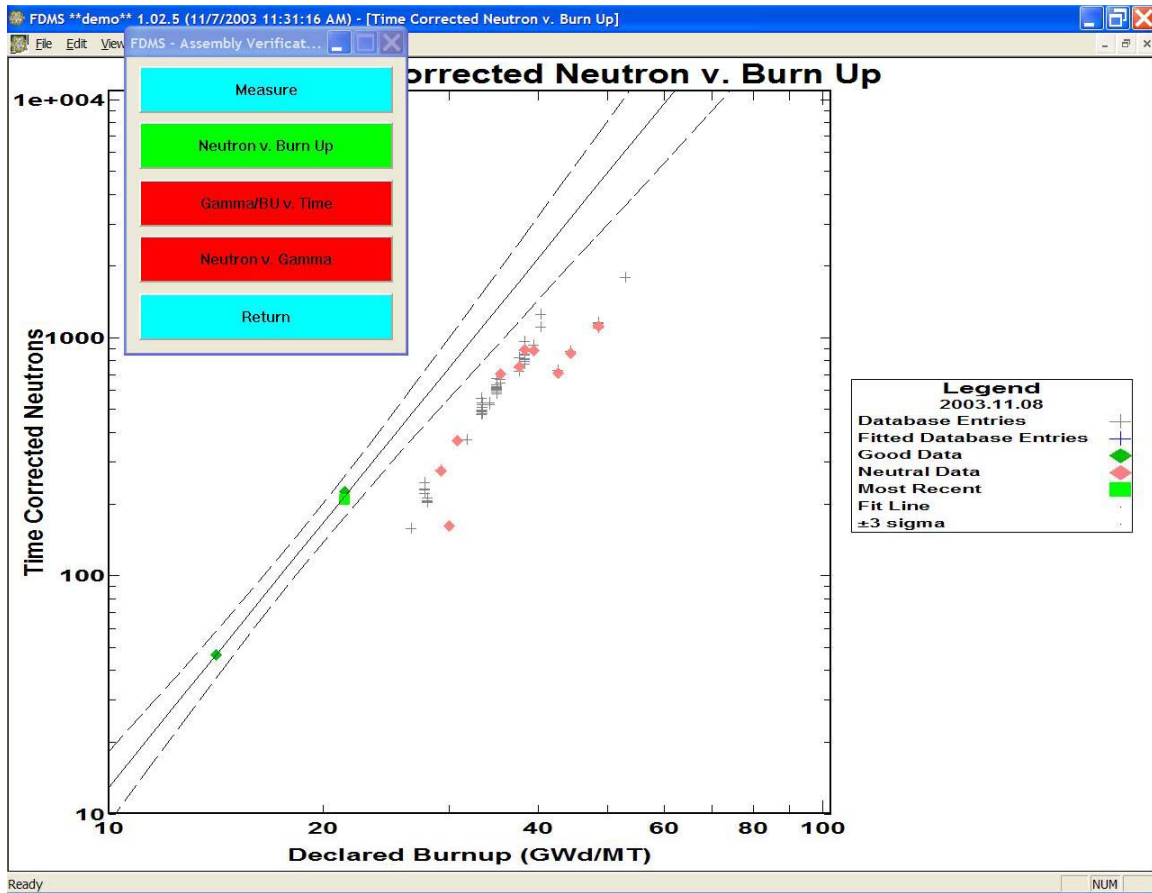 FDMS **demo** 1.02.5 (11/7/2003 11:31:16 AM) - [Time Corrected Neutron v. Burn Up]
File Edit View
FDMS - Assembly Verificat...
Measure
Neutron v. Burn Up
Gamma/BU v. Time
Neutron v. Gamma
Return
orrected Neutron v. Burn Up
1e+004
1000
100
10
Time Corrected Neutrons
10 20 40 60 80 100
Declared Burnup (GWd/MT)
Legend
2003.11.08
Database Entries
Fitted Database Entries
Good Data
Neutral Data
Most Recent
Fit Line
±3 sigma
Ready NUM